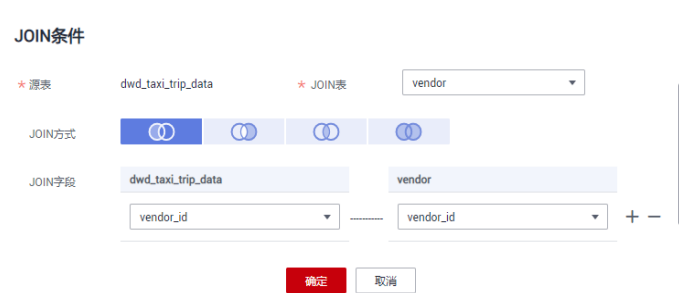 JOIN条件
* 源表 dwd_taxi_trip_data * JOIN表 vendor
JOIN方式
JOIN字段 dwd_taxi_trip_data vendor
vendor_id vendor_id
确定 取消